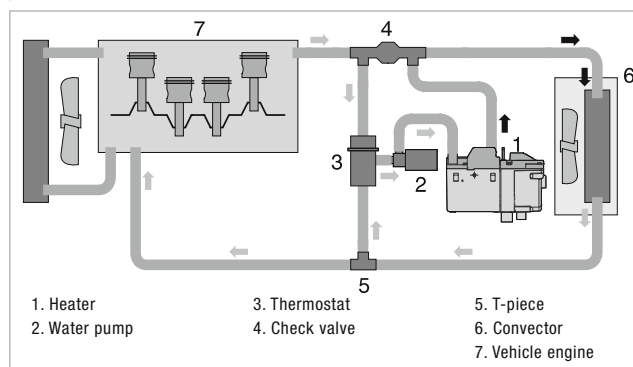 7
4
6
3
2
1
5
1. Heater
2. Water pump
3. Thermostat
4. Check valve
5. T-piece
6. Convector
7. Vehicle engine